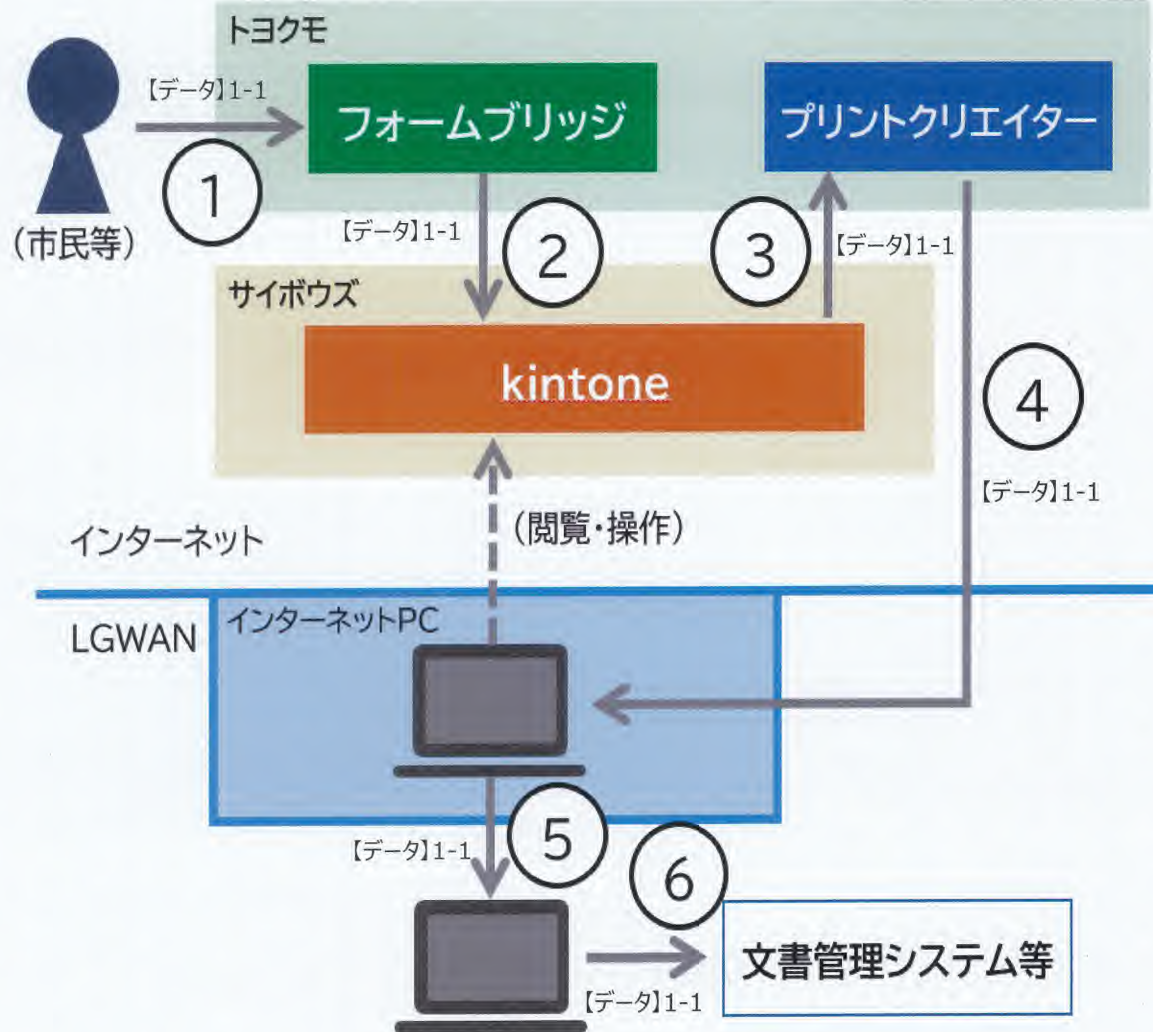 トヨクモ
【データ】1-1
フォームブリッジ
プリントクリエイター
①
(市民等)
【データ】1-1
②
③
【データ】1-1
サイボウズ
kintone
④
【データ】1-1
(閲覧・操作)
インターネット
LGWAN
インターネットPC
【データ】1-1
⑤
⑥
文書管理システム等
【データ】1-1